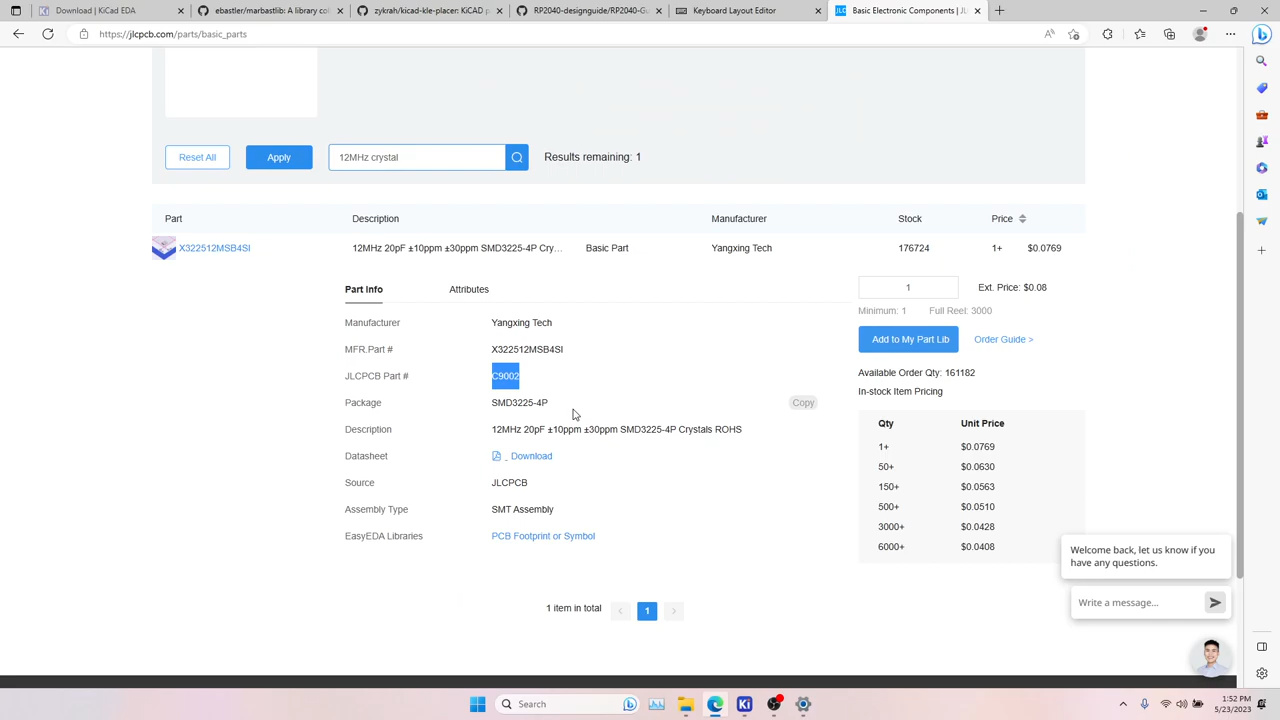 Download | KiCad EDA
ebastler/marbastlib: A library col
zykrah/kicad-kle-placer: KiCAD p
RP2040-designguide/RP2040-Gu
Keyboard Layout Editor
Basic Electronic Components | JL
https://jlcpcb.com/parts/basic_parts
Reset All
Apply
12MHz crystal
Results remaining: 1
Part Description Manufacturer Stock Price
X322512MSB4SI 12MHz 20pF ±10ppm ±30ppm SMD3225-4P Cry... Basic Part Yangxing Tech 176724 1+ $0.0769
Part Info Attributes
1 Ext. Price: $0.08
Minimum: 1 Full Reel: 3000
Manufacturer Yangxing Tech
MFR.Part # X322512MSB4SI
Add to My Part Lib Order Guide >
JLCPCB Part # C9002
Available Order Qty: 161182
In-stock Item Pricing
Package SMD3225-4P Copy
Description 12MHz 20pF ±10ppm ±30ppm SMD3225-4P Crystals ROHS
Datasheet Download
Source JLCPCB
Assembly Type SMT Assembly
EasyEDA Libraries PCB Footprint or Symbol
Qty Unit Price
1+ $0.0769
50+ $0.0630
150+ $0.0563
500+ $0.0510
3000+ $0.0428
6000+ $0.0408
Welcome back, let us know if you
have any questions.
Write a message...
1 item in total < 1 >
Search
1:52 PM
5/23/2023